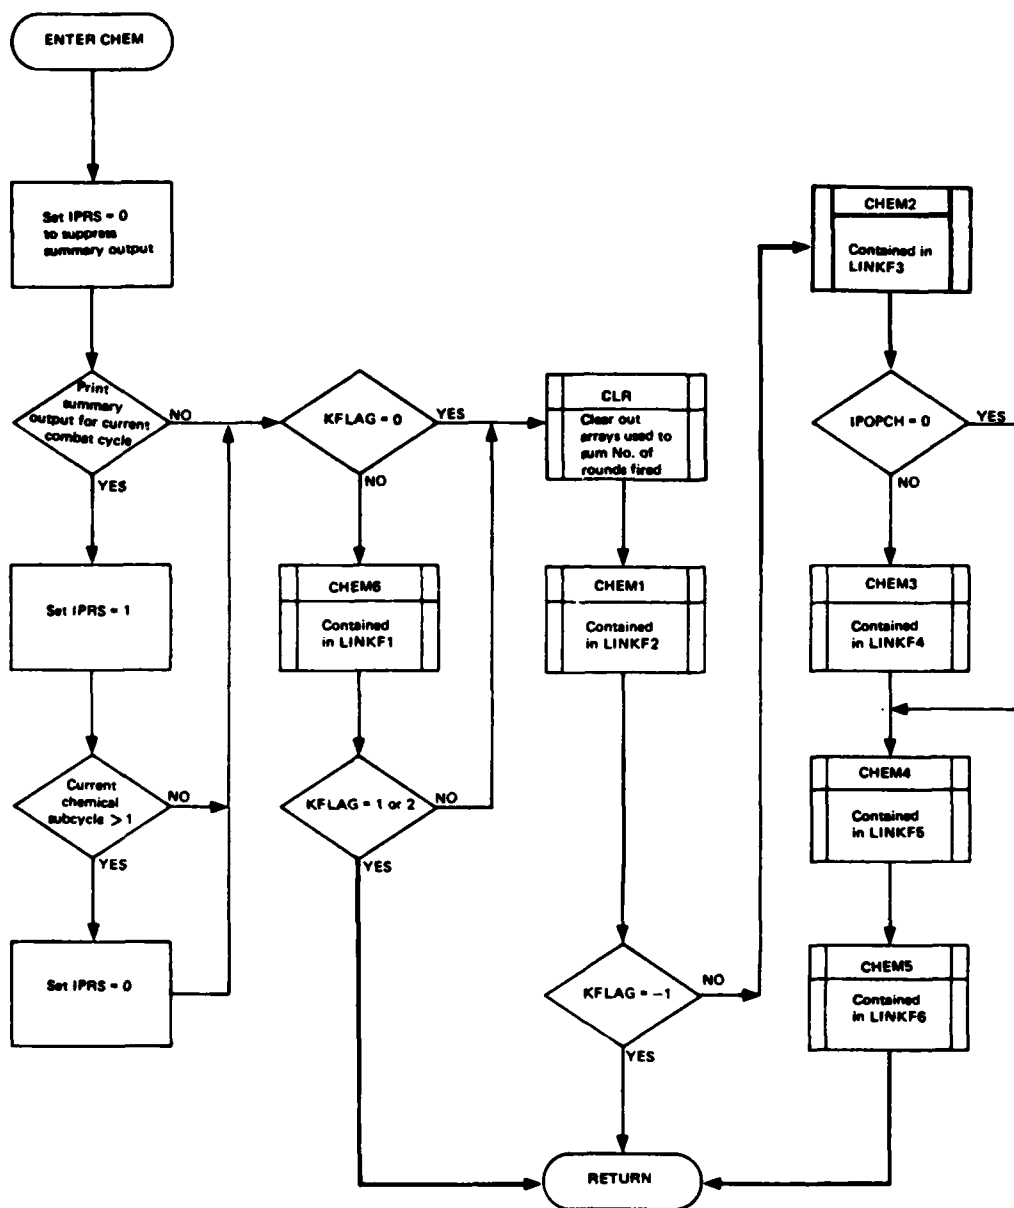 ENTER CHEM
Set IPRS = 0
to suppress
summary output
Print
summary
output for current
combat cycle
NO
YES
Set IPRS = 1
Current
chemical
subcycle > 1
NO
YES
Set IPRS = 0
KFLAG = 0
YES
NO
CHEM6
Contained
in LINKF1
KFLAG = 1 or 2
NO
YES
CLR
Clear out
arrays used to
sum No. of
rounds fired
CHEM1
Contained
in LINKF2
KFLAG = -1
NO
YES
RETURN
CHEM2
Contained in
LINKF3
IPOPCH = 0
YES
NO
CHEM3
Contained
in LINKF4
CHEM4
Contained
in LINKF5
CHEM5
Contained
in LINKF6